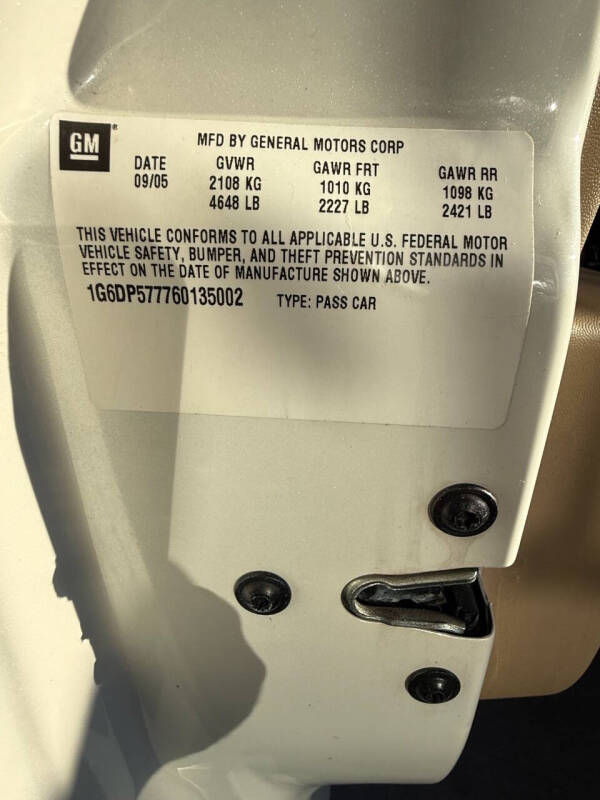 GM®
MFD BY GENERAL MOTORS CORP
DATE GVWR GAWR FRT GAWR RR
09/05 2108 KG 1010 KG 1098 KG
4648 LB 2227 LB 2421 LB
THIS VEHICLE CONFORMS TO ALL APPLICABLE U.S. FEDERAL MOTOR
VEHICLE SAFETY, BUMPER, AND THEFT PREVENTION STANDARDS IN
EFFECT ON THE DATE OF MANUFACTURE SHOWN ABOVE.
1G6DP577760135002 TYPE: PASS CAR